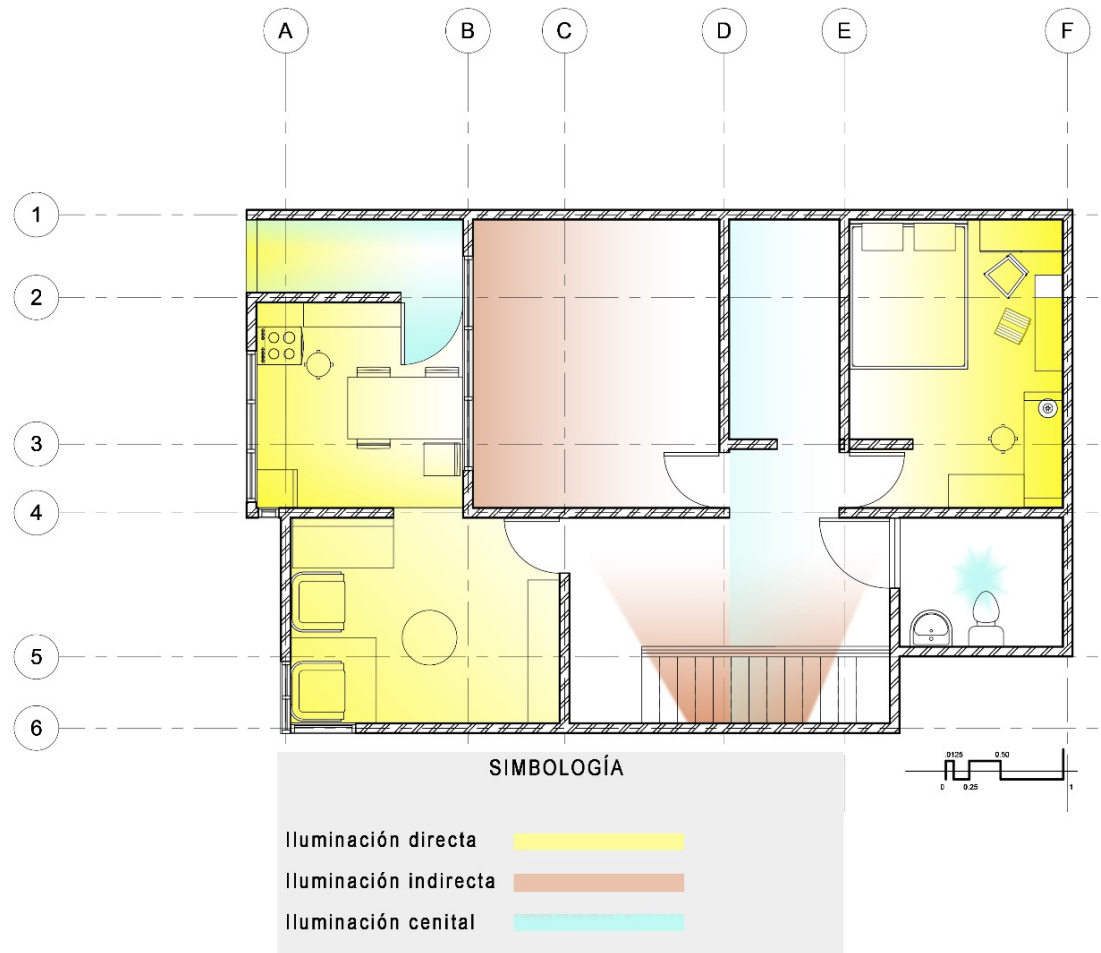 A B C D E F
1
2
3
4
5
6
.0125 0.50
0 0.25 1
SIMBOLOGÍA
Iluminación directa
Iluminación indirecta
Iluminación cenital